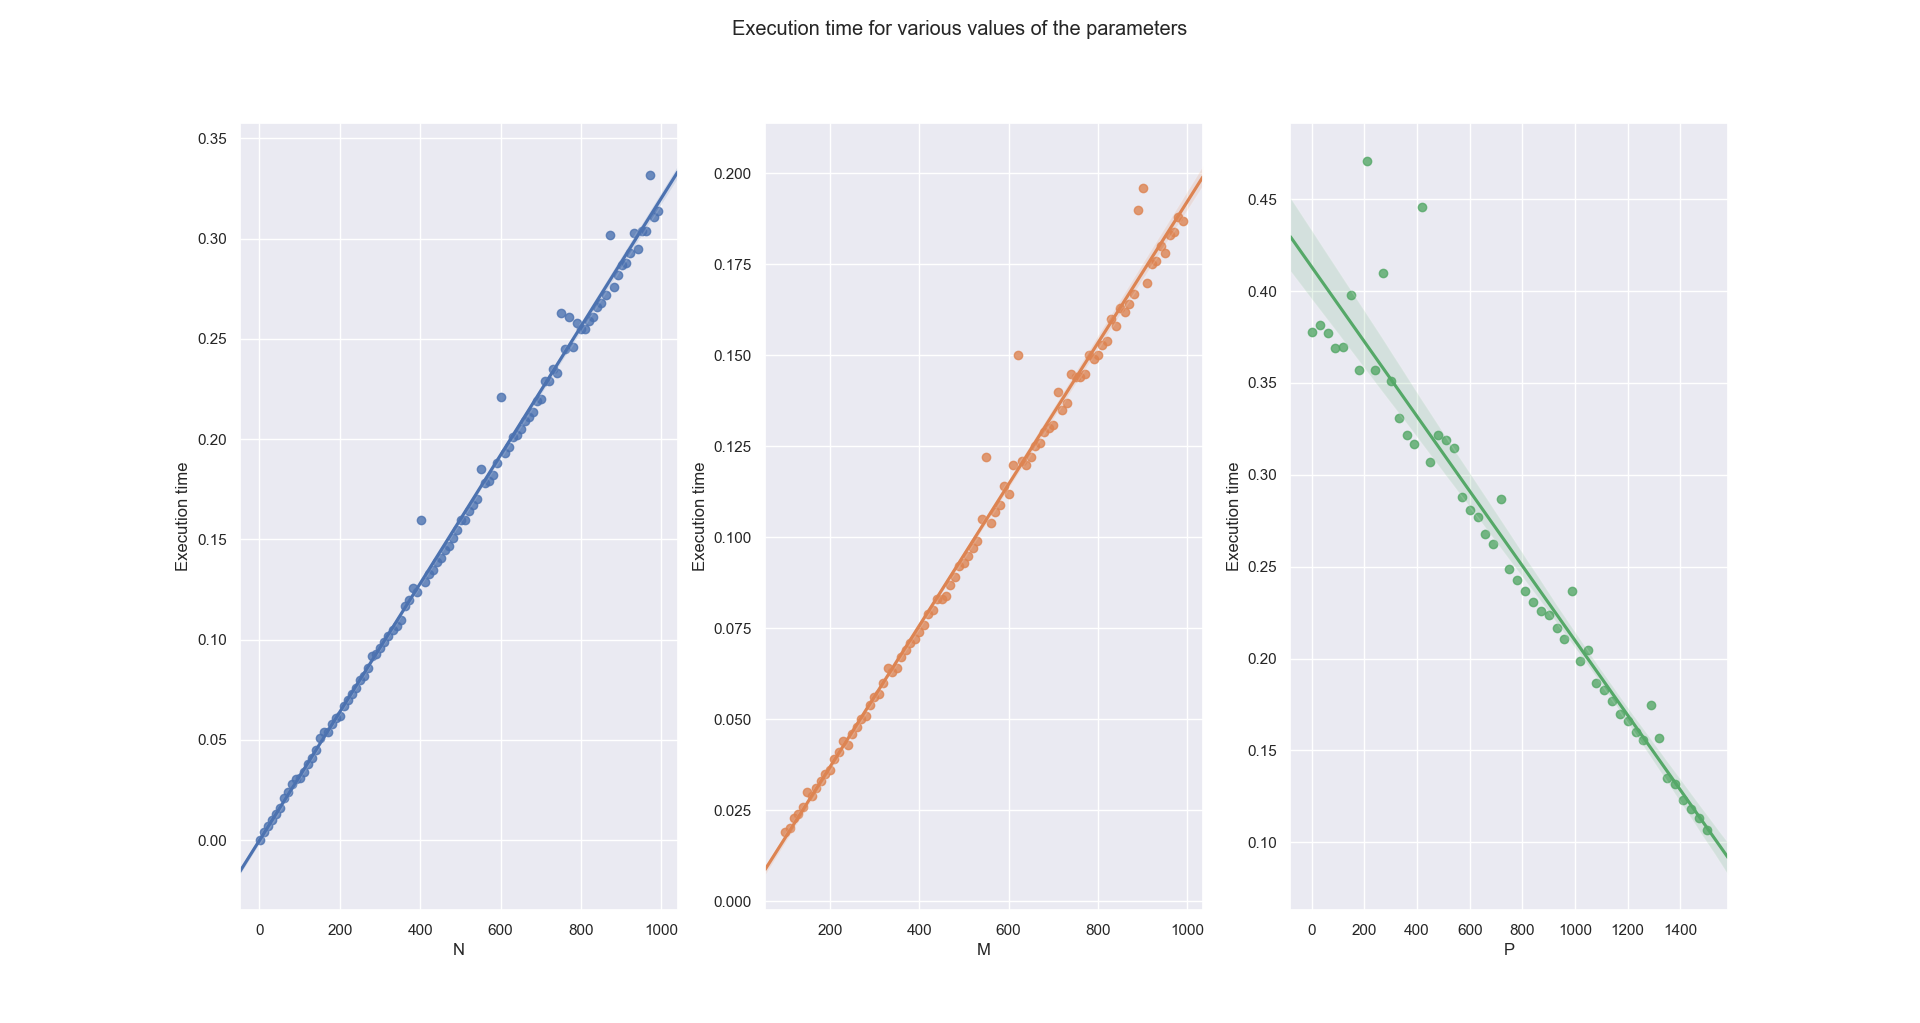 Execution time for various values of the parameters
Execution time
0.35
0.30
0.25
0.20
0.15
0.10
0.05
0.00
0 200 400 600 800 1000
N
Execution time
0.200
0.175
0.150
0.125
0.100
0.075
0.050
0.025
0.000
200 400 600 800 1000
M
Execution time
0.45
0.40
0.35
0.30
0.25
0.20
0.15
0.10
0 200 400 600 800 1000 1200 1400
P